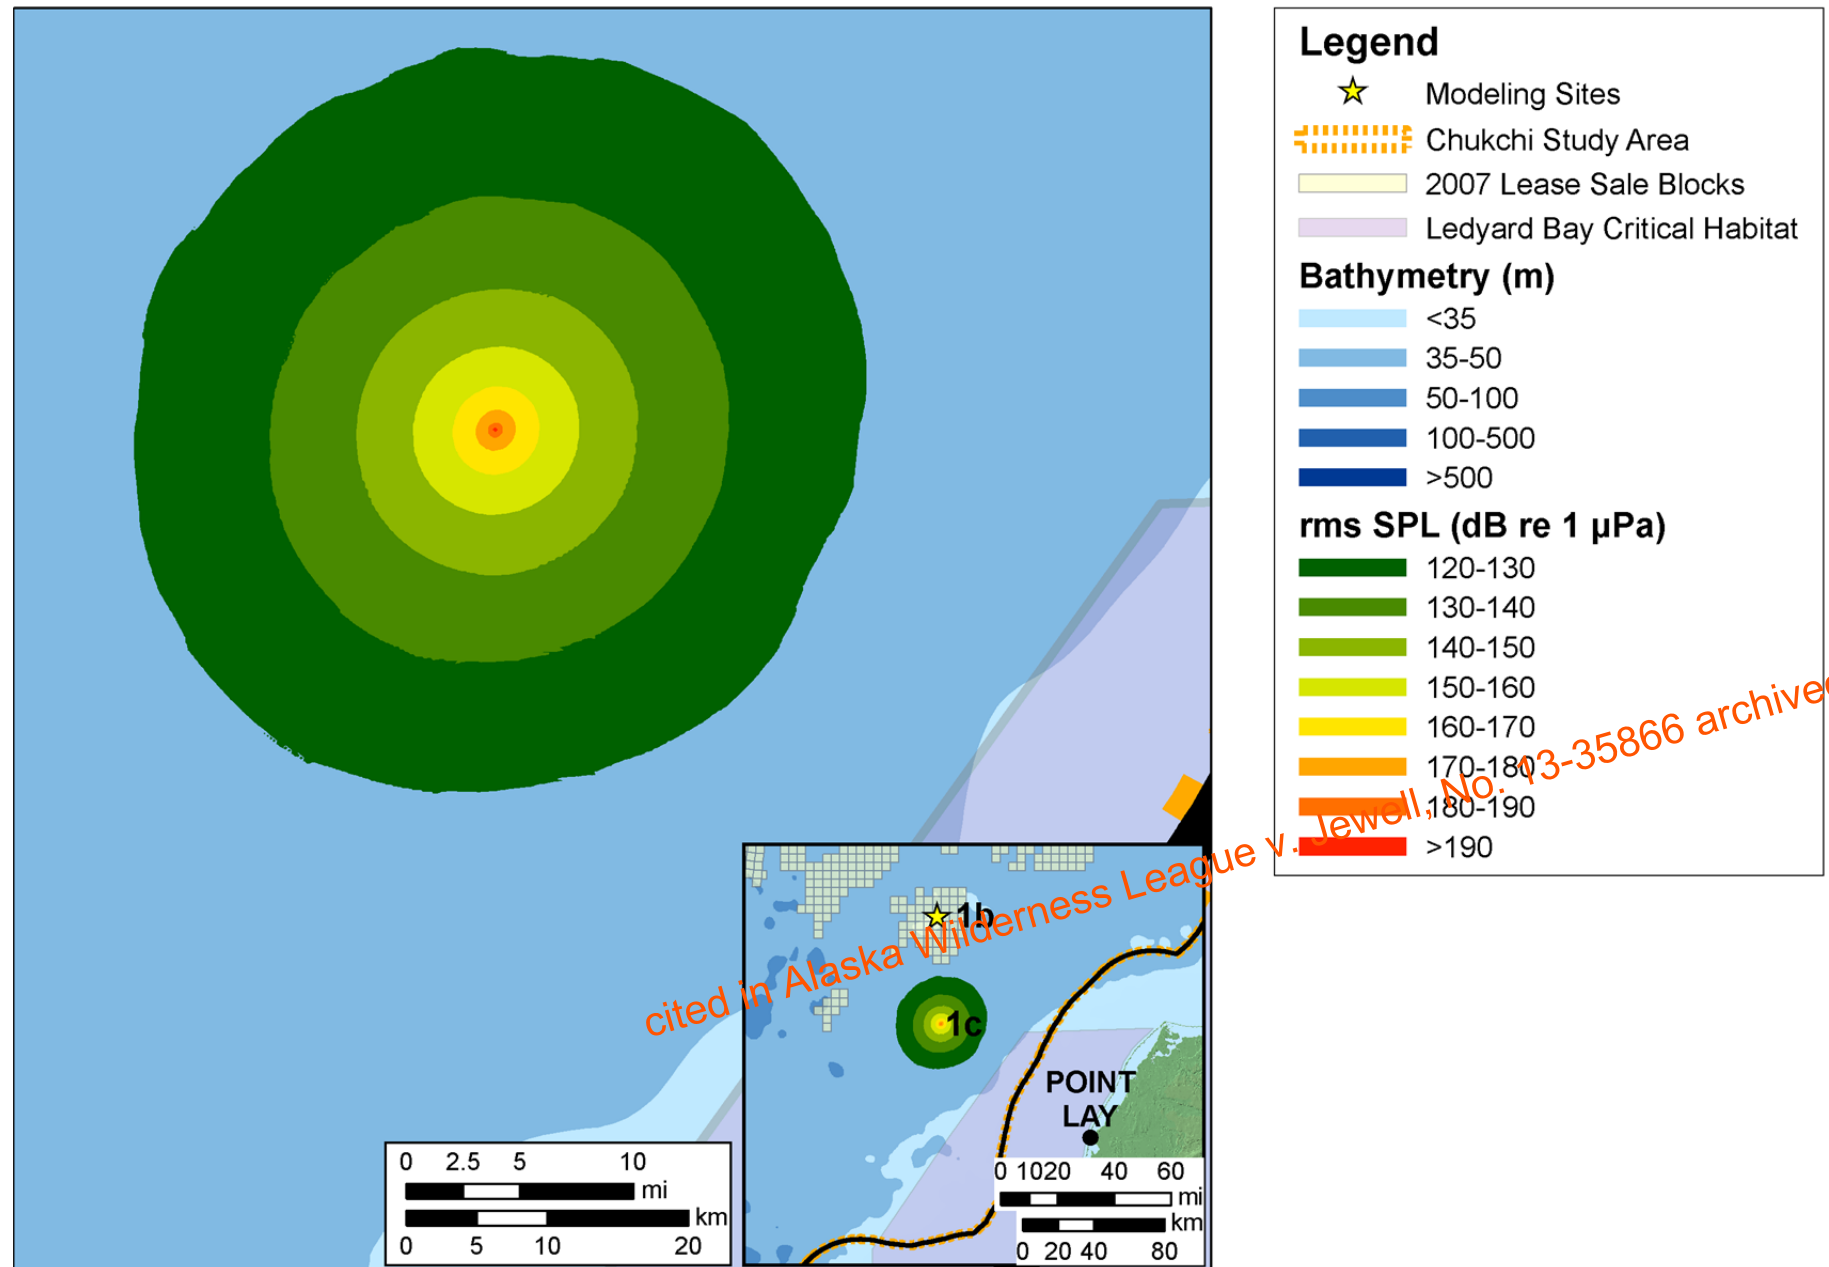 Legend
Modeling Sites
Chukchi Study Area
2007 Lease Sale Blocks
Ledyard Bay Critical Habitat
Bathymetry (m)
<35
35-50
50-100
100-500
>500
rms SPL (dB re 1 µPa)
120-130
130-140
140-150
150-160
160-170
170-180
180-190
>190
cited in Alaska Wilderness League v. Jewell, No. 13-35866 archived
1b
1c
POINT
LAY
0 2.5 5 10
mi
km
0 5 10 20
0 10 20 40 60
mi
km
0 20 40 80